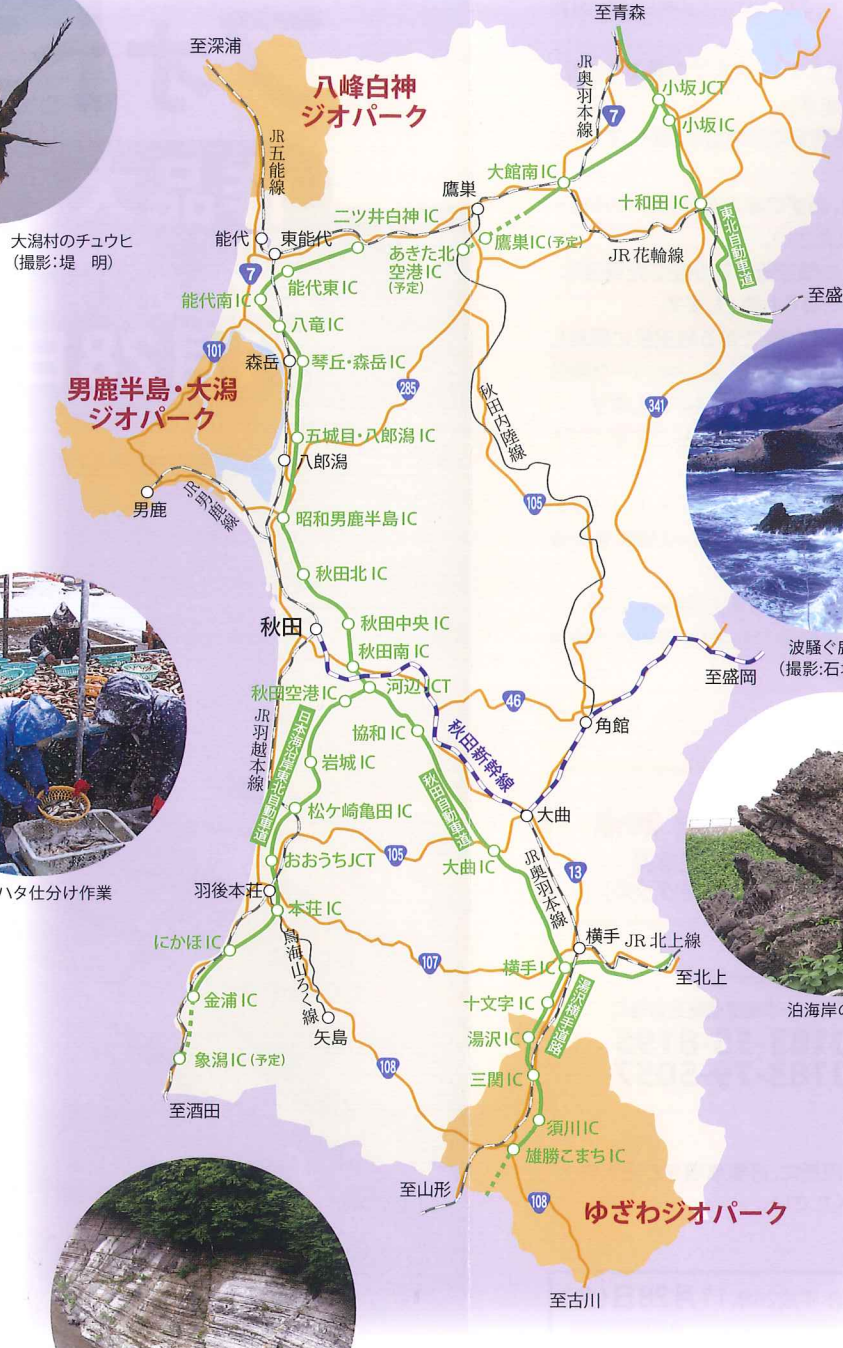 至青森
至深浦
八峰白神
ジオパーク
JR奥羽本線
7
小坂JCT
小坂IC
JR五能線
大館南IC
鷹巣
十和田IC
東北自動車道
二ツ井白神IC
大潟村のチュウヒ
(撮影:堤 明)
能代
東能代
あきた北
空港IC
(予定)
鷹巣IC(予定)
JR花輪線
7
能代東IC
能代南IC
至盛
八竜IC
101
森岳
琴丘・森岳IC
男鹿半島・大潟
ジオパーク
285
秋田内陸線
341
五城目・八郎潟IC
八郎潟
男鹿
JR男鹿線
105
昭和男鹿半島IC
秋田北IC
秋田
秋田中央IC
秋田南IC
波騒ぐ
(撮影:石
至盛岡
秋田空港IC
河辺JCT
46
角館
JR羽越本線
日本海沿岸東北自動車道
協和IC
秋田新幹線
岩城IC
秋田自動車道
松ケ崎亀田IC
大曲
おおうちJCT
105
大曲IC
JR奥羽本線
13
ハタ仕分け作業
羽後本荘
本荘IC
にかほIC
鳥海山ろく線
107
横手
JR北上線
横手IC
至北上
金浦IC
矢島
十文字IC
湯沢横手道路
泊海岸の
湯沢IC
象潟IC(予定)
108
三関IC
至酒田
須川IC
雄勝こまちIC
至山形
108
ゆざわジオパーク
至古川